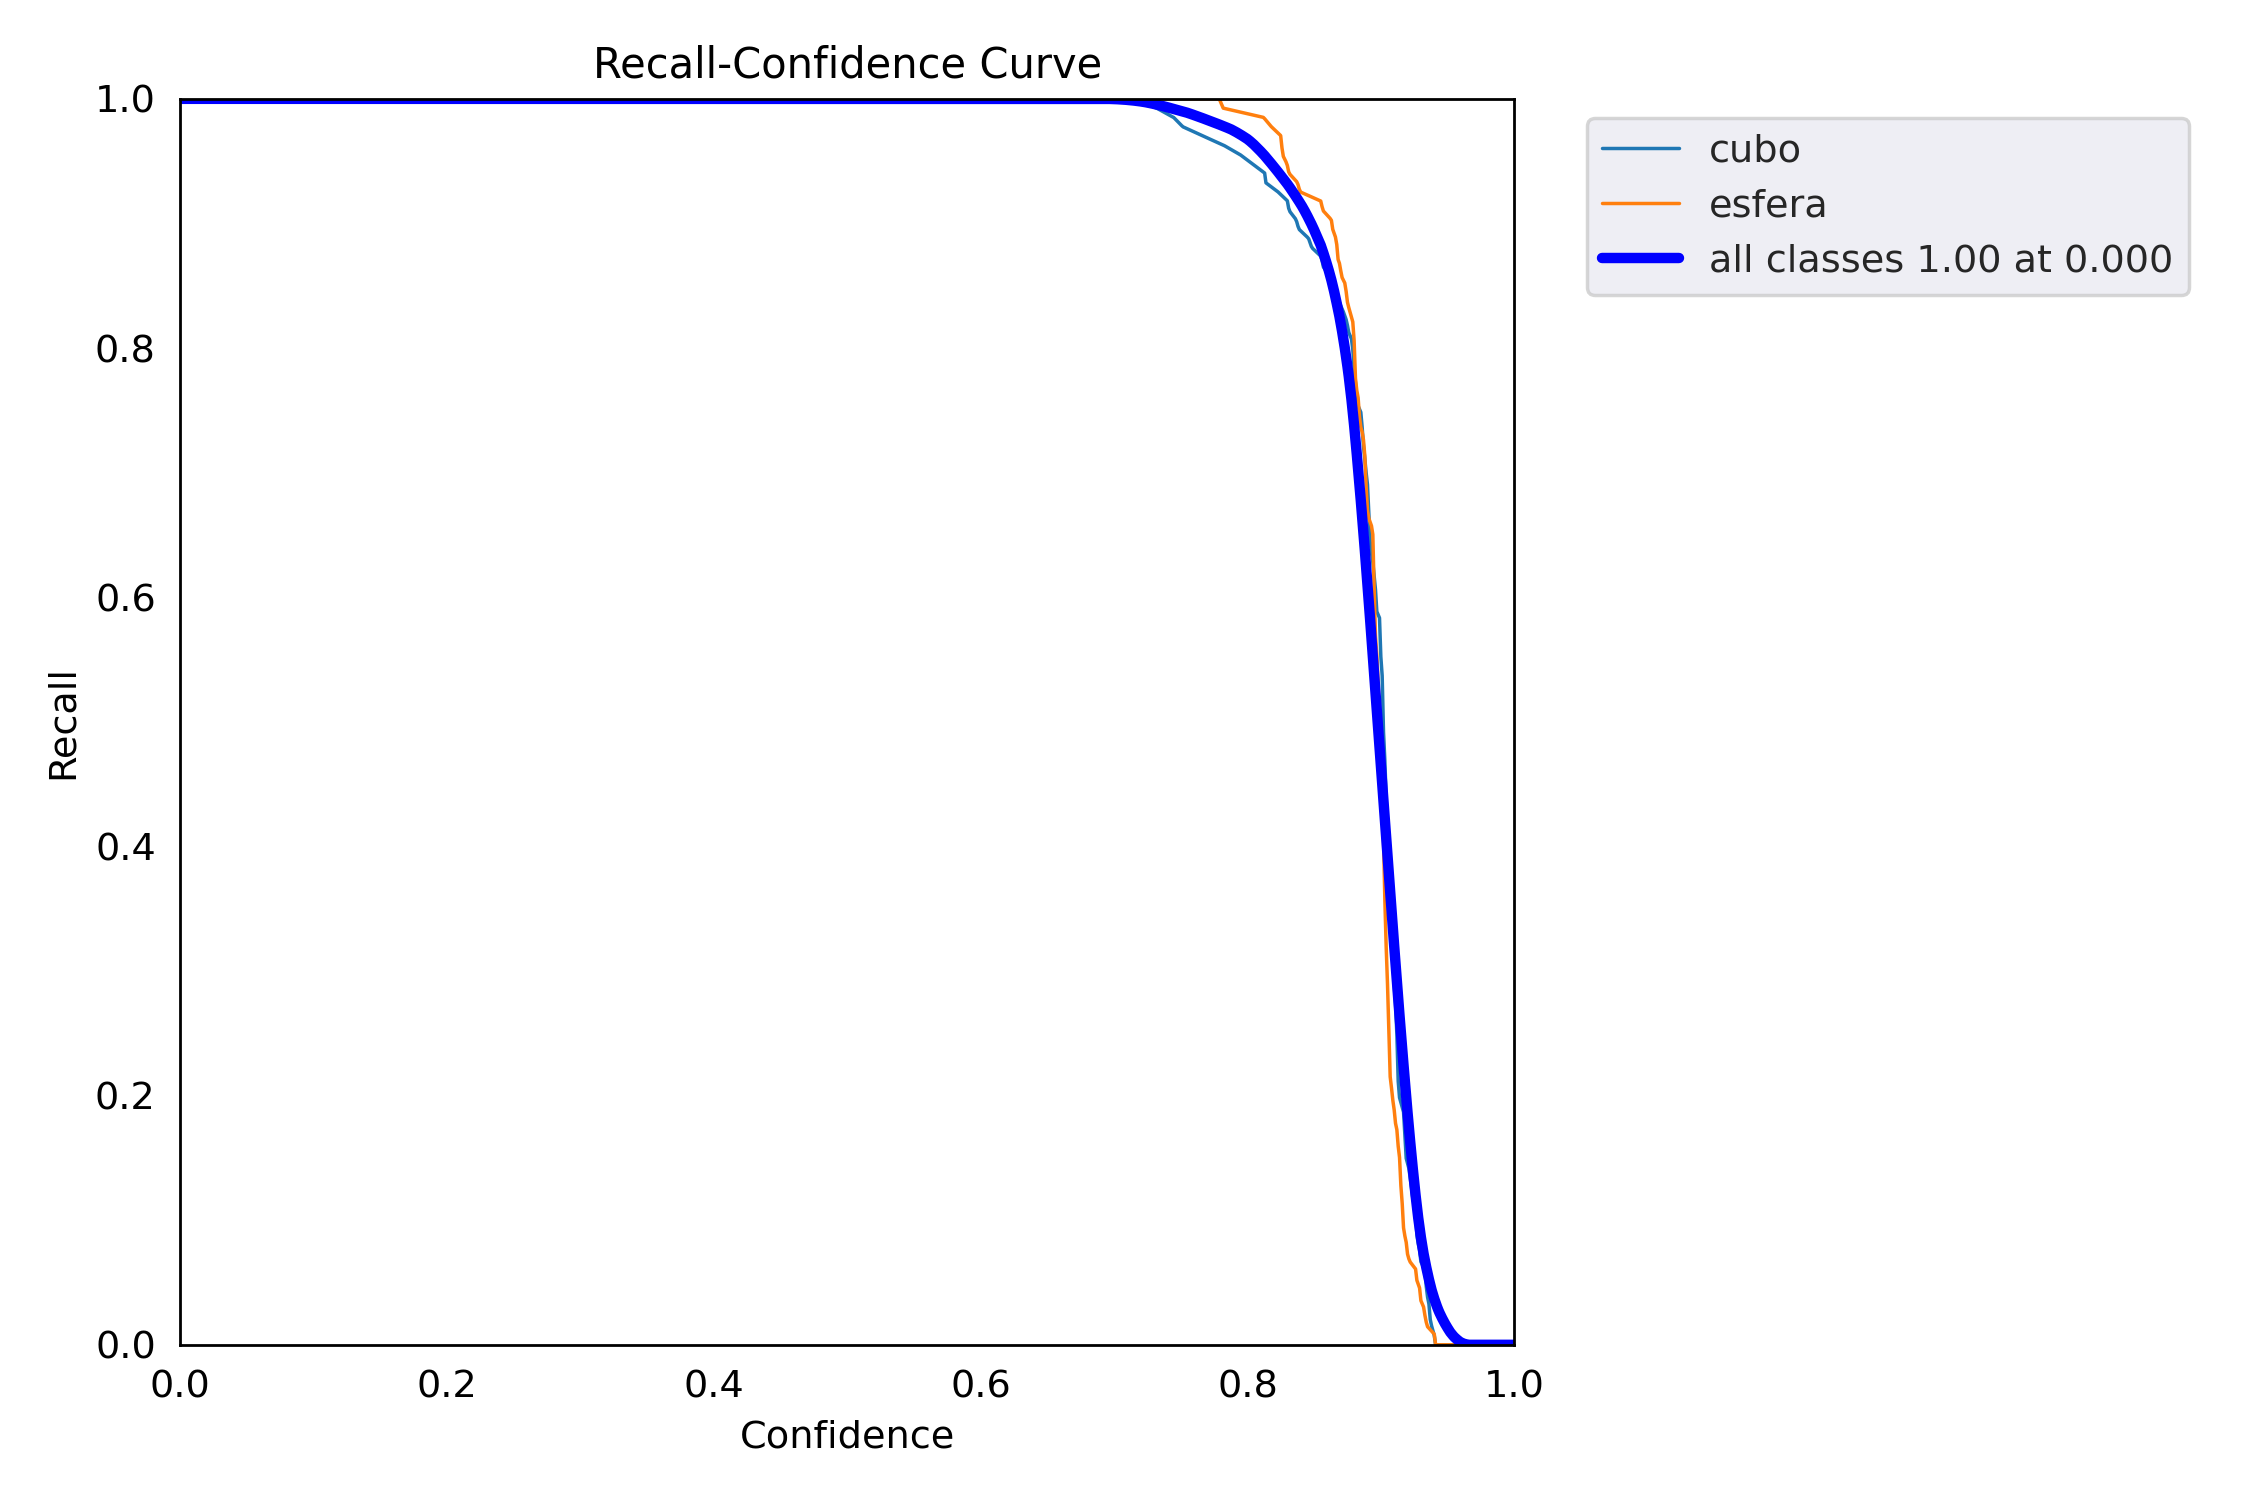 Recall-Confidence Curve
1.0
0.8
0.6
0.4
0.2
0.0
Recall
0.0 0.2 0.4 0.6 0.8 1.0
Confidence
cubo
esfera
all classes 1.00 at 0.000